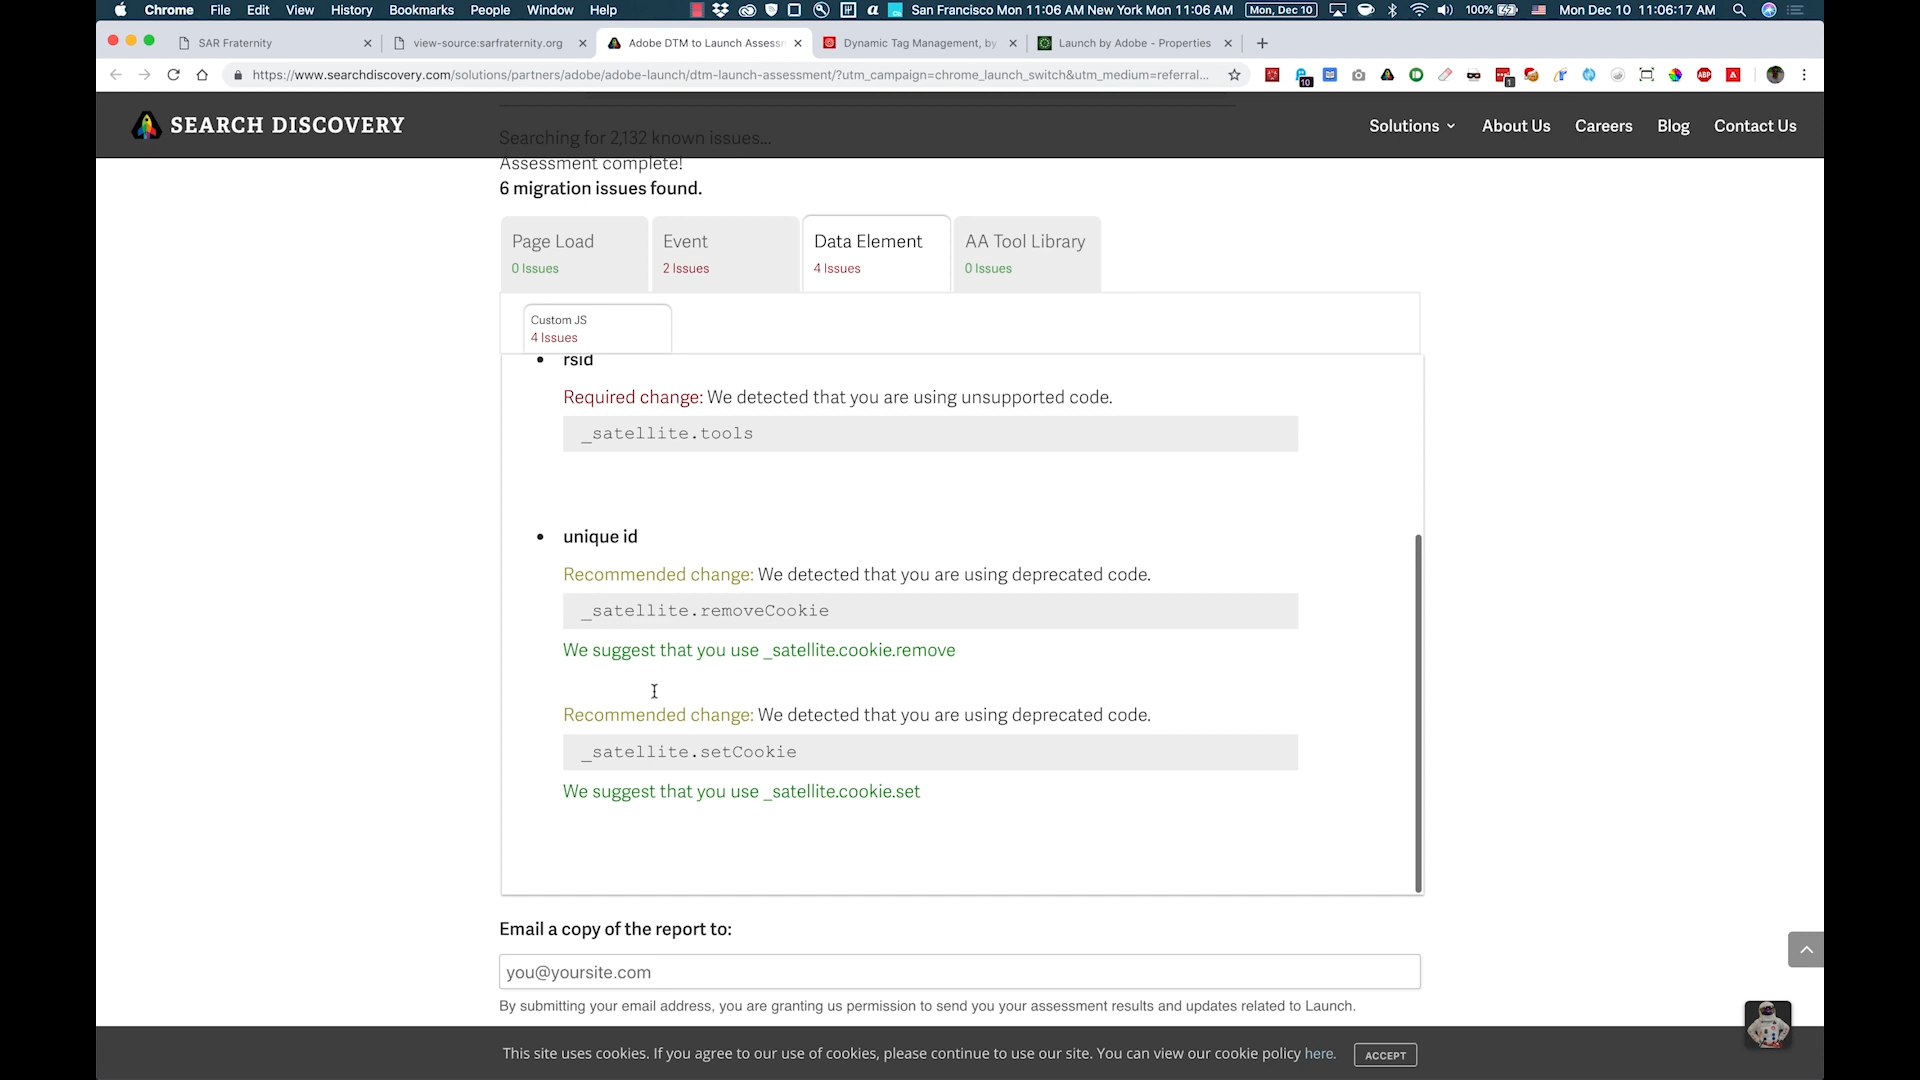 Chrome File Edit View History Bookmarks People Window Help San Francisco Mon 11:06 AM New York Mon 11:06 AM Mon, Dec 10 100% Mon Dec 10 11:06:17 AM
SAR Fraternity view-source:sarfraternity.org Adobe DTM to Launch Assessm Dynamic Tag Management, by Launch by Adobe - Properties
https://www.searchdiscovery.com/solutions/partners/adobe/adobe-launch/dtm-launch-assessment/?utm_campaign=chrome_launch_switch&utm_medium=referral...
10 1 ABP
SEARCH DISCOVERY Solutions About Us Careers Blog Contact Us
Searching for 2,132 known issues...
Assessment complete!
6 migration issues found.
Page Load Event Data Element AA Tool Library
0 Issues 2 Issues 4 Issues 0 Issues
Custom JS
4 Issues
• rsid
Required change: We detected that you are using unsupported code.
_satellite.tools
• unique id
Recommended change: We detected that you are using deprecated code.
_satellite.removeCookie
We suggest that you use _satellite.cookie.remove
Recommended change: We detected that you are using deprecated code.
_satellite.setCookie
We suggest that you use _satellite.cookie.set
Email a copy of the report to:
you@yoursite.com
By submitting your email address, you are granting us permission to send you your assessment results and updates related to Launch.
This site uses cookies. If you agree to our use of cookies, please continue to use our site. You can view our cookie policy here. ACCEPT